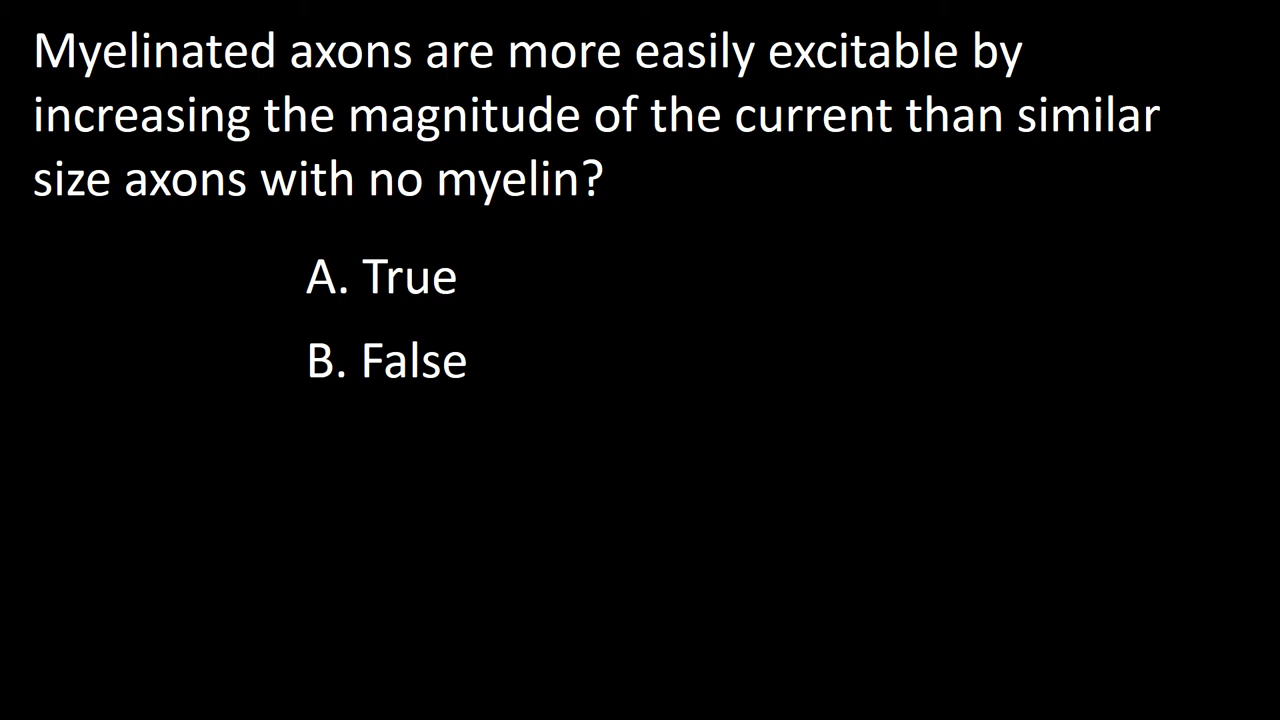 Myelinated axons are more easily excitable by
increasing the magnitude of the current than similar
size axons with no myelin?
A. True
B. False